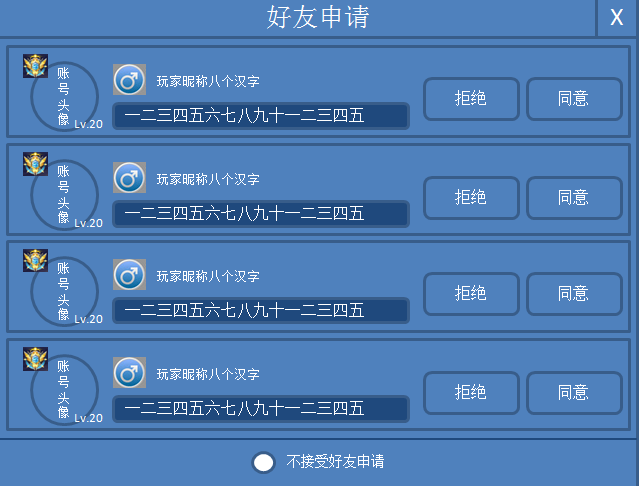 好友申请
X
账号头像
Lv.20
玩家昵称八个汉字
一二三四五六七八九十一二三四五
拒绝
同意
账号头像
Lv.20
玩家昵称八个汉字
一二三四五六七八九十一二三四五
拒绝
同意
账号头像
Lv.20
玩家昵称八个汉字
一二三四五六七八九十一二三四五
拒绝
同意
账号头像
Lv.20
玩家昵称八个汉字
一二三四五六七八九十一二三四五
拒绝
同意
不接受好友申请